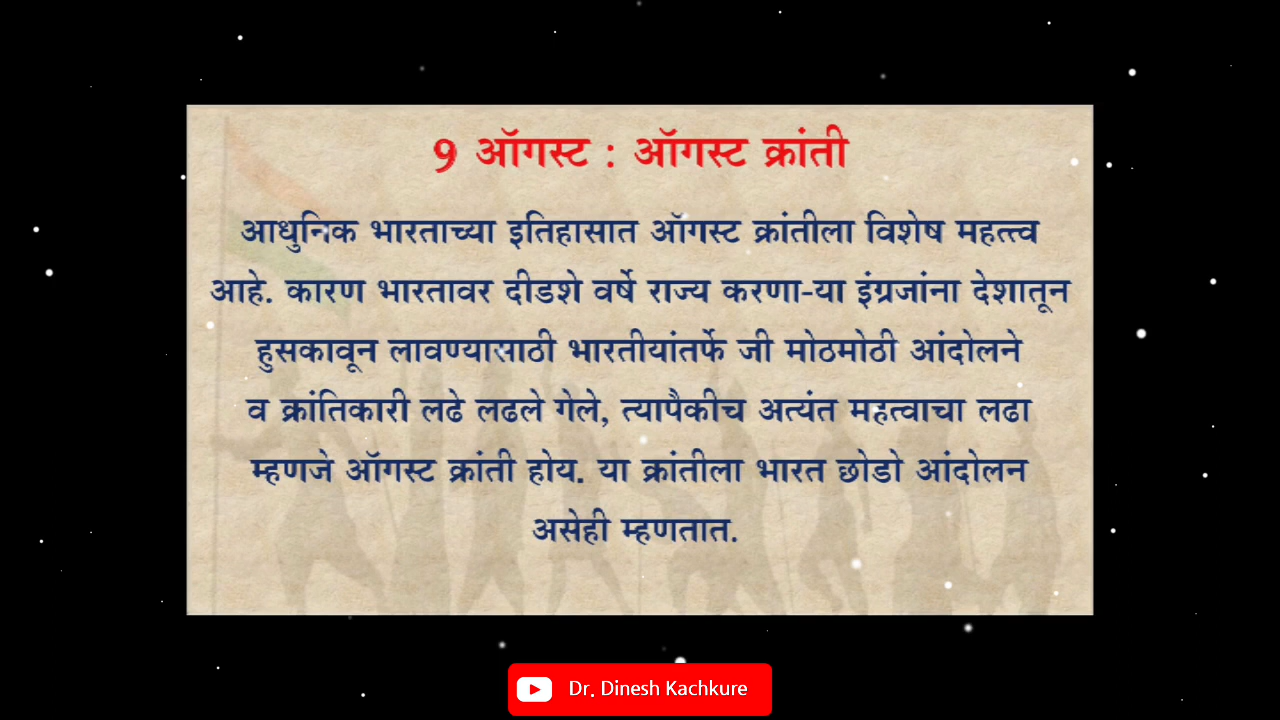 9 ऑगस्ट : ऑगस्ट क्रांती
आधुनिक भारताच्या इतिहासात ऑगस्ट क्रांतीला विशेष महत्त्व
आहे. कारण भारतावर दीडशे वर्षे राज्य करणा-या इंग्रजांना देशातून
हुसकावून लावण्यासाठी भारतीयांतर्फे जी मोठमोठी आंदोलने
व क्रांतिकारी लढे लढले गेले, त्यापैकीच अत्यंत महत्वाचा लढा
म्हणजे ऑगस्ट क्रांती होय. या क्रांतीला भारत छोडो आंदोलन
असेही म्हणतात.
Dr. Dinesh Kachkure